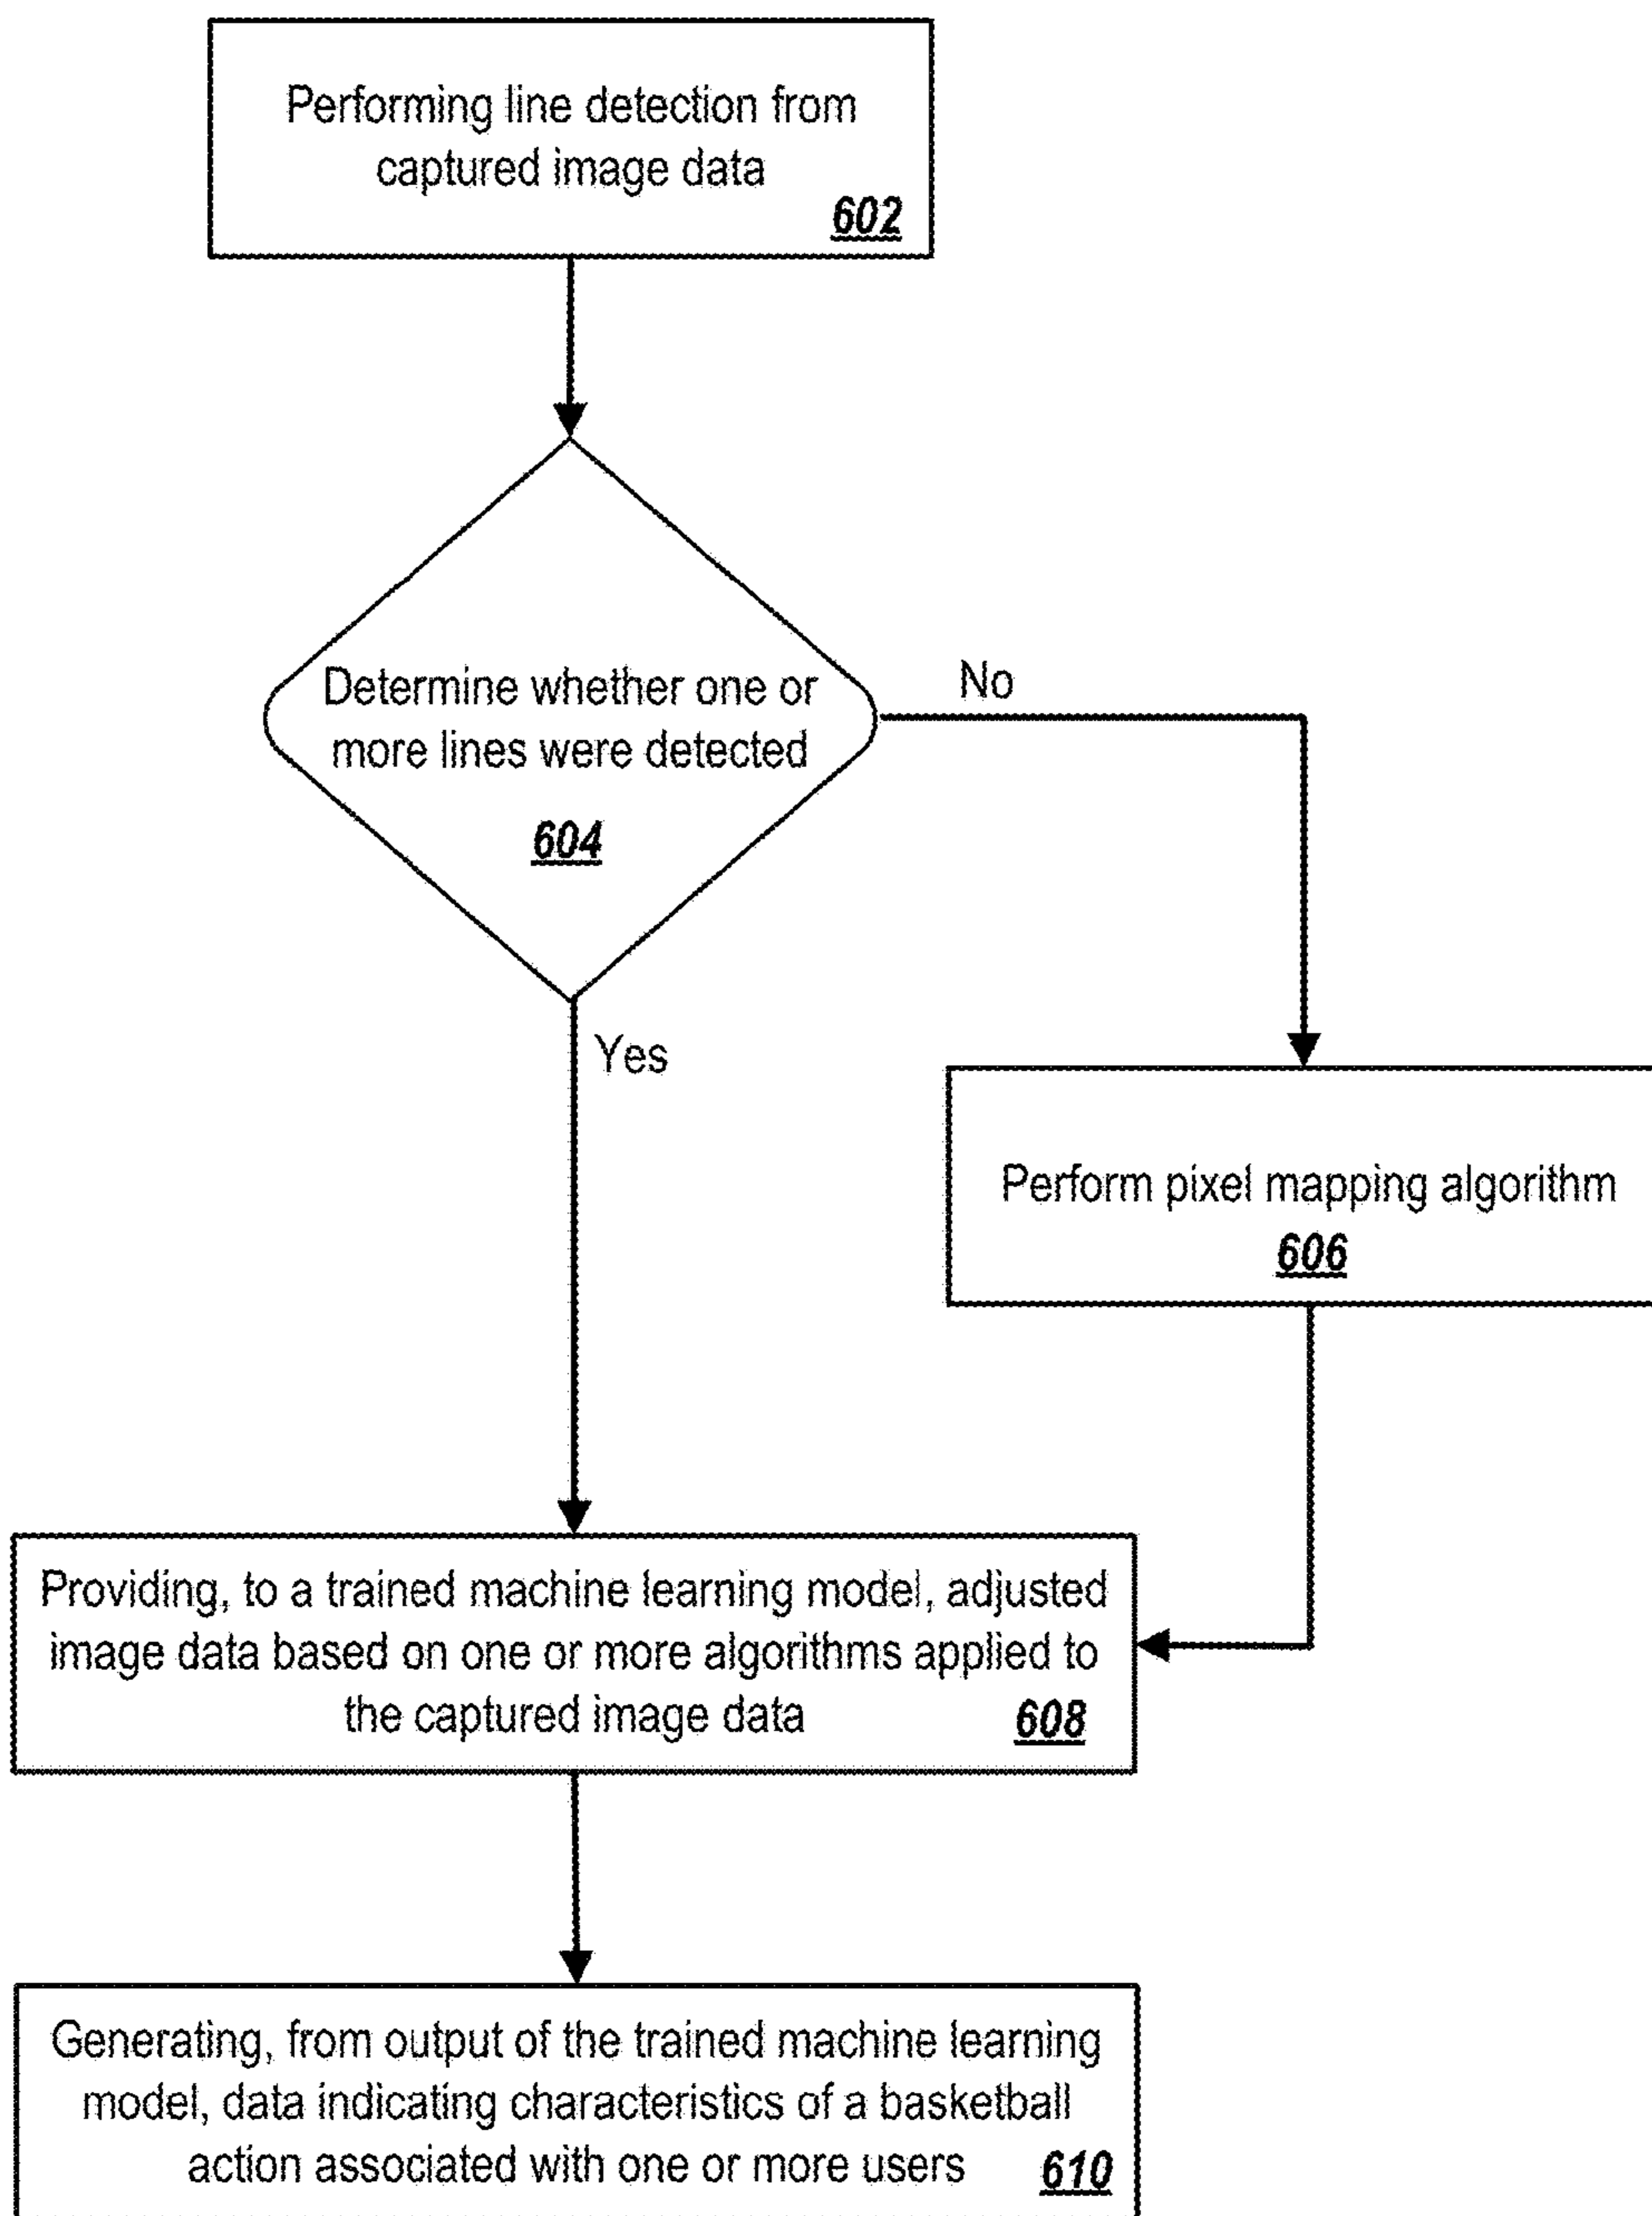 Performing line detection from
captured image data
602
Determine whether one or
more lines were detected
604
No
Yes
Perform pixel mapping algorithm
606
Providing, to a trained machine learning model, adjusted
image data based on one or more algorithms applied to
the captured image data 608
Generating, from output of the trained machine learning
model, data indicating characteristics of a basketball
action associated with one or more users 610